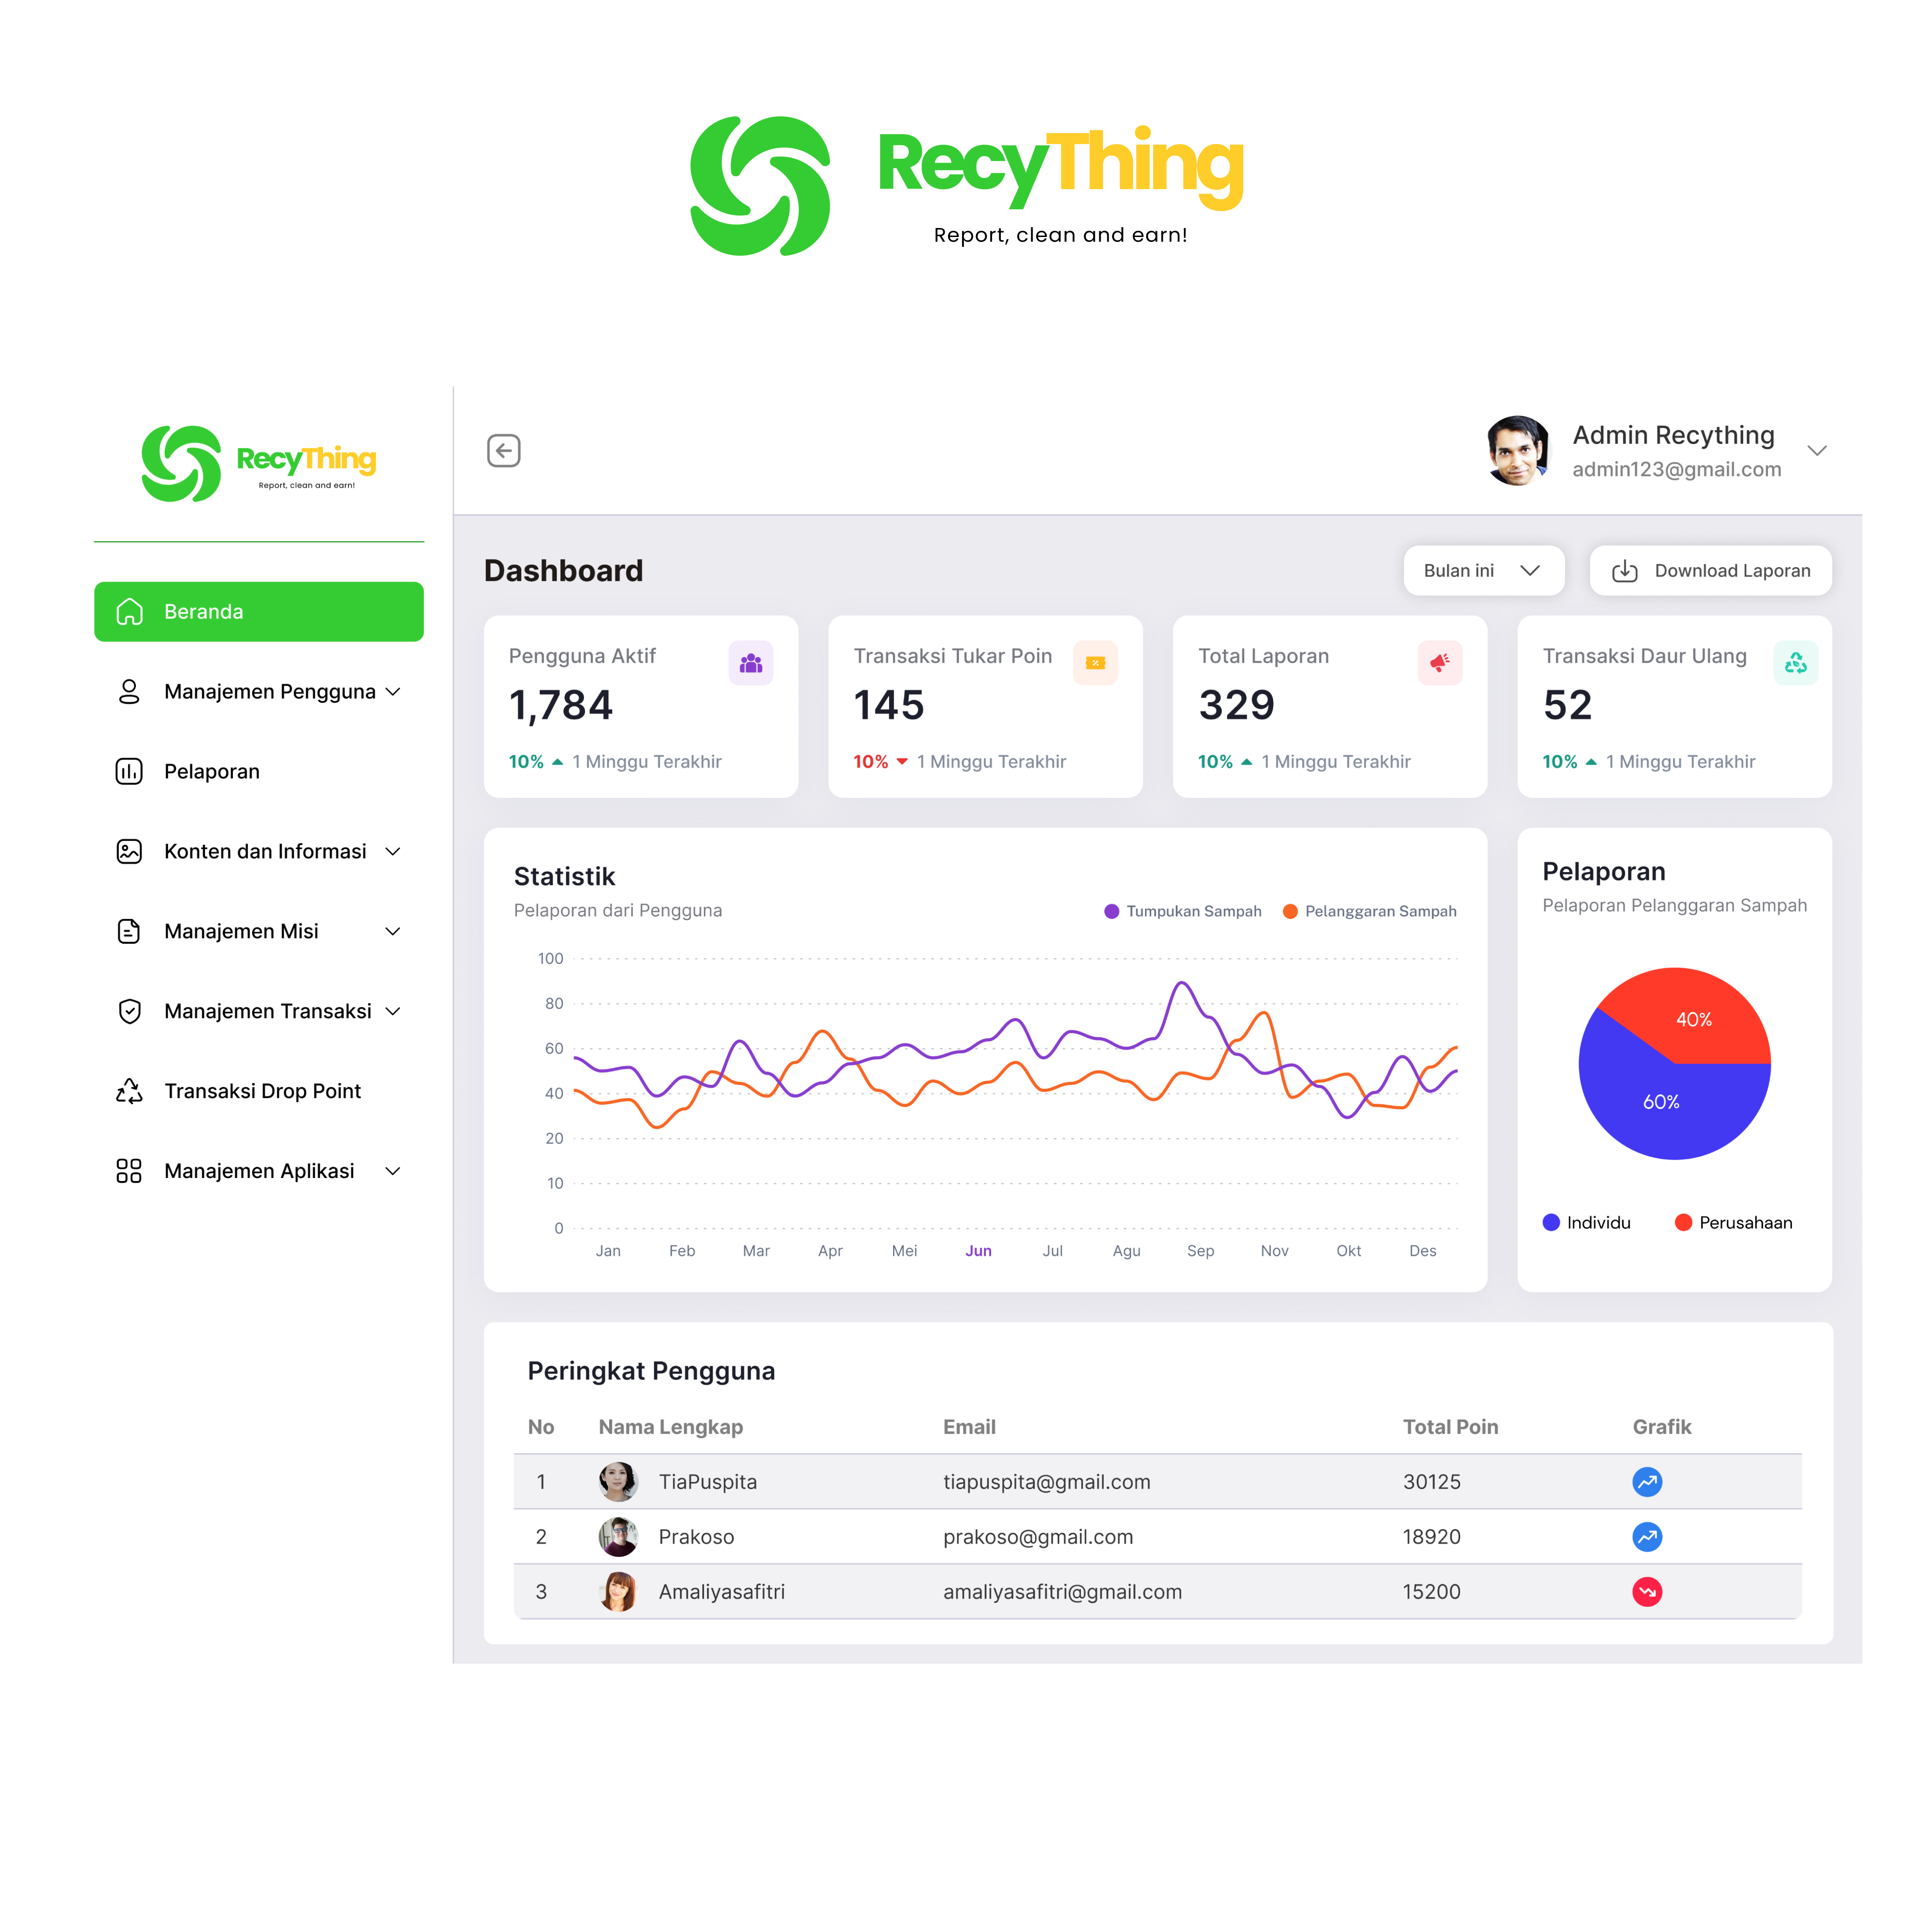 RecyThing
Report, clean and earn!
RecyThing
Report, clean and earn!
Admin Recything
admin123@gmail.com
Beranda
Manajemen Pengguna
Pelaporan
Konten dan Informasi
Manajemen Misi
Manajemen Transaksi
Transaksi Drop Point
Manajemen Aplikasi
Dashboard
Bulan ini
Download Laporan
Pengguna Aktif
1,784
10% 1 Minggu Terakhir
Transaksi Tukar Poin
145
10% 1 Minggu Terakhir
Total Laporan
329
10% 1 Minggu Terakhir
Transaksi Daur Ulang
52
10% 1 Minggu Terakhir
Statistik
Pelaporan dari Pengguna
Tumpukan Sampah Pelanggaran Sampah
100
80
60
40
20
10
0
Jan Feb Mar Apr Mei Jun Jul Agu Sep Nov Okt Des
Pelaporan
Pelaporan Pelanggaran Sampah
40%
60%
Individu Perusahaan
Peringkat Pengguna
No Nama Lengkap Email Total Poin Grafik
1 TiaPuspita tiapuspita@gmail.com 30125
2 Prakoso prakoso@gmail.com 18920
3 Amaliyasafitri amaliyasafitri@gmail.com 15200